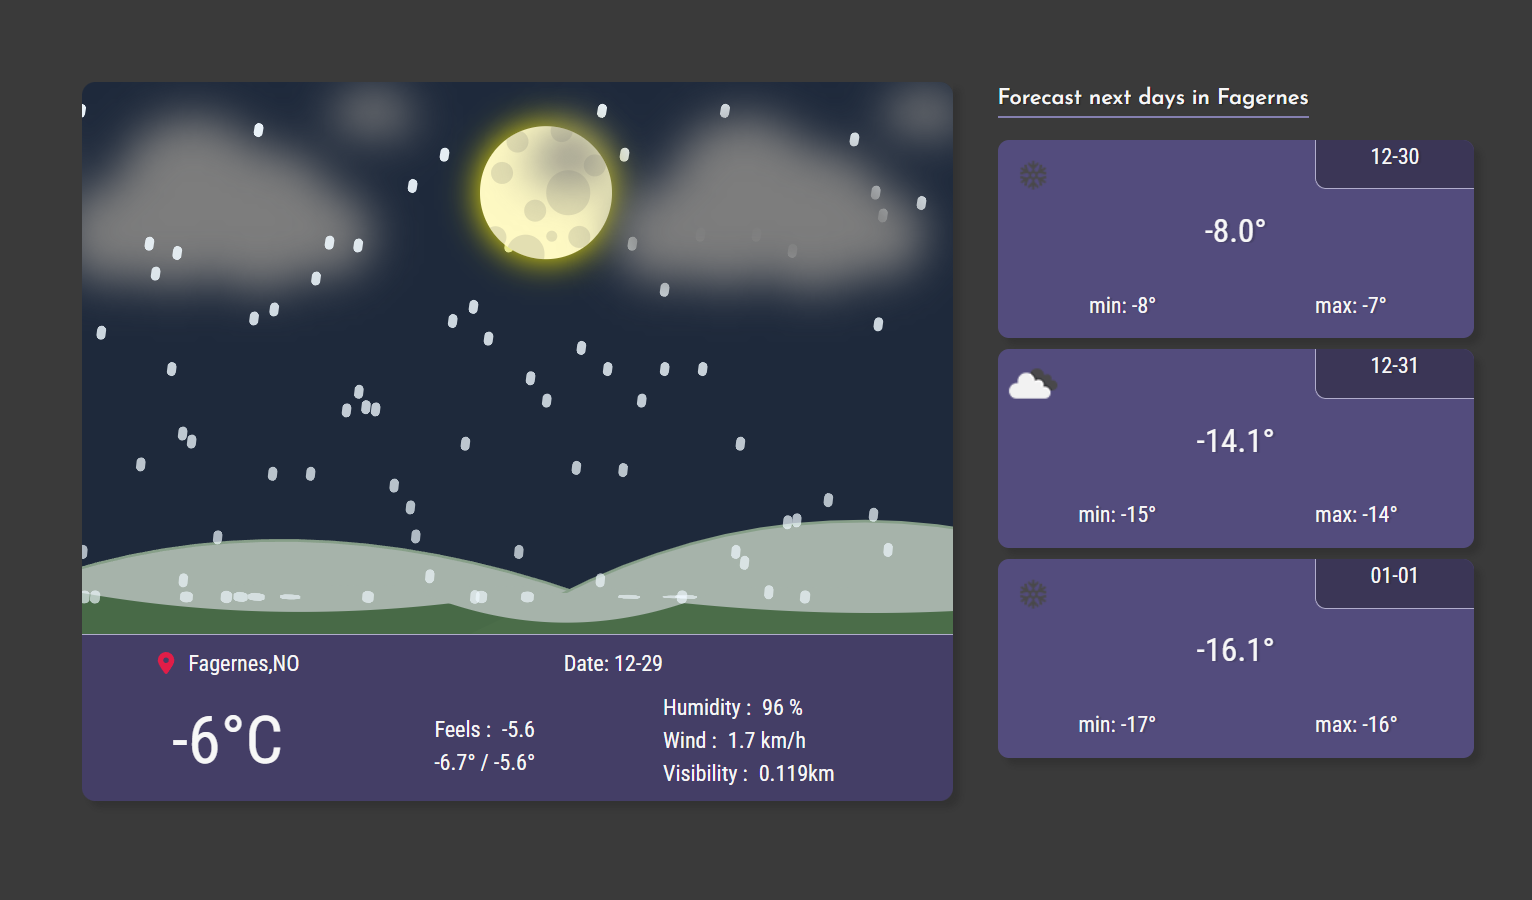 Fagernes,NO
Date: 12-29
-6°C
Feels :  -5.6
-6.7° / -5.6°
Humidity :  96 %
Wind :  1.7 km/h
Visibility :  0.119km
Forecast next days in Fagernes
12-30
-8.0°
min: -8°
max: -7°
12-31
-14.1°
min: -15°
max: -14°
01-01
-16.1°
min: -17°
max: -16°